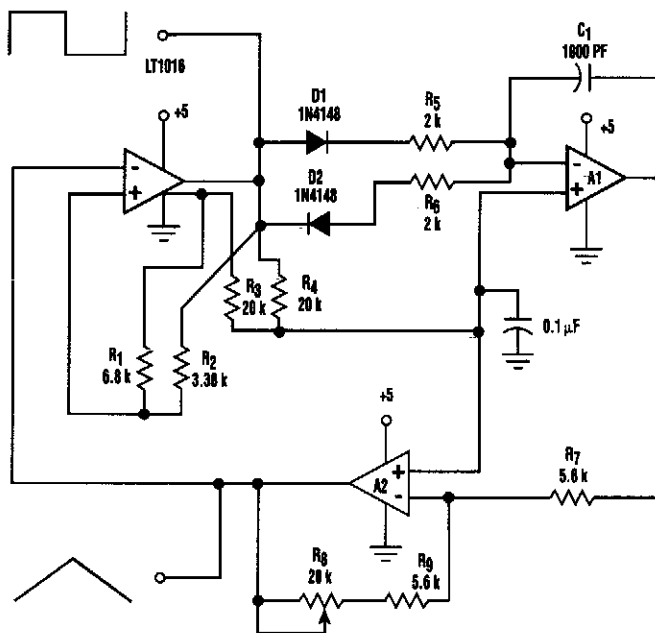 LT1016
+5
-
+
D1
1N4148
D2
1N4148
R5
2 k
R6
2 k
C1
1800 PF
+5
-
+
A1
R1
6.8 k
R2
3.38 k
R3
20 k
R4
20 k
0.1 µF
+5
A2
+
-
R7
5.6 k
R8
20 k
R9
5.6 k